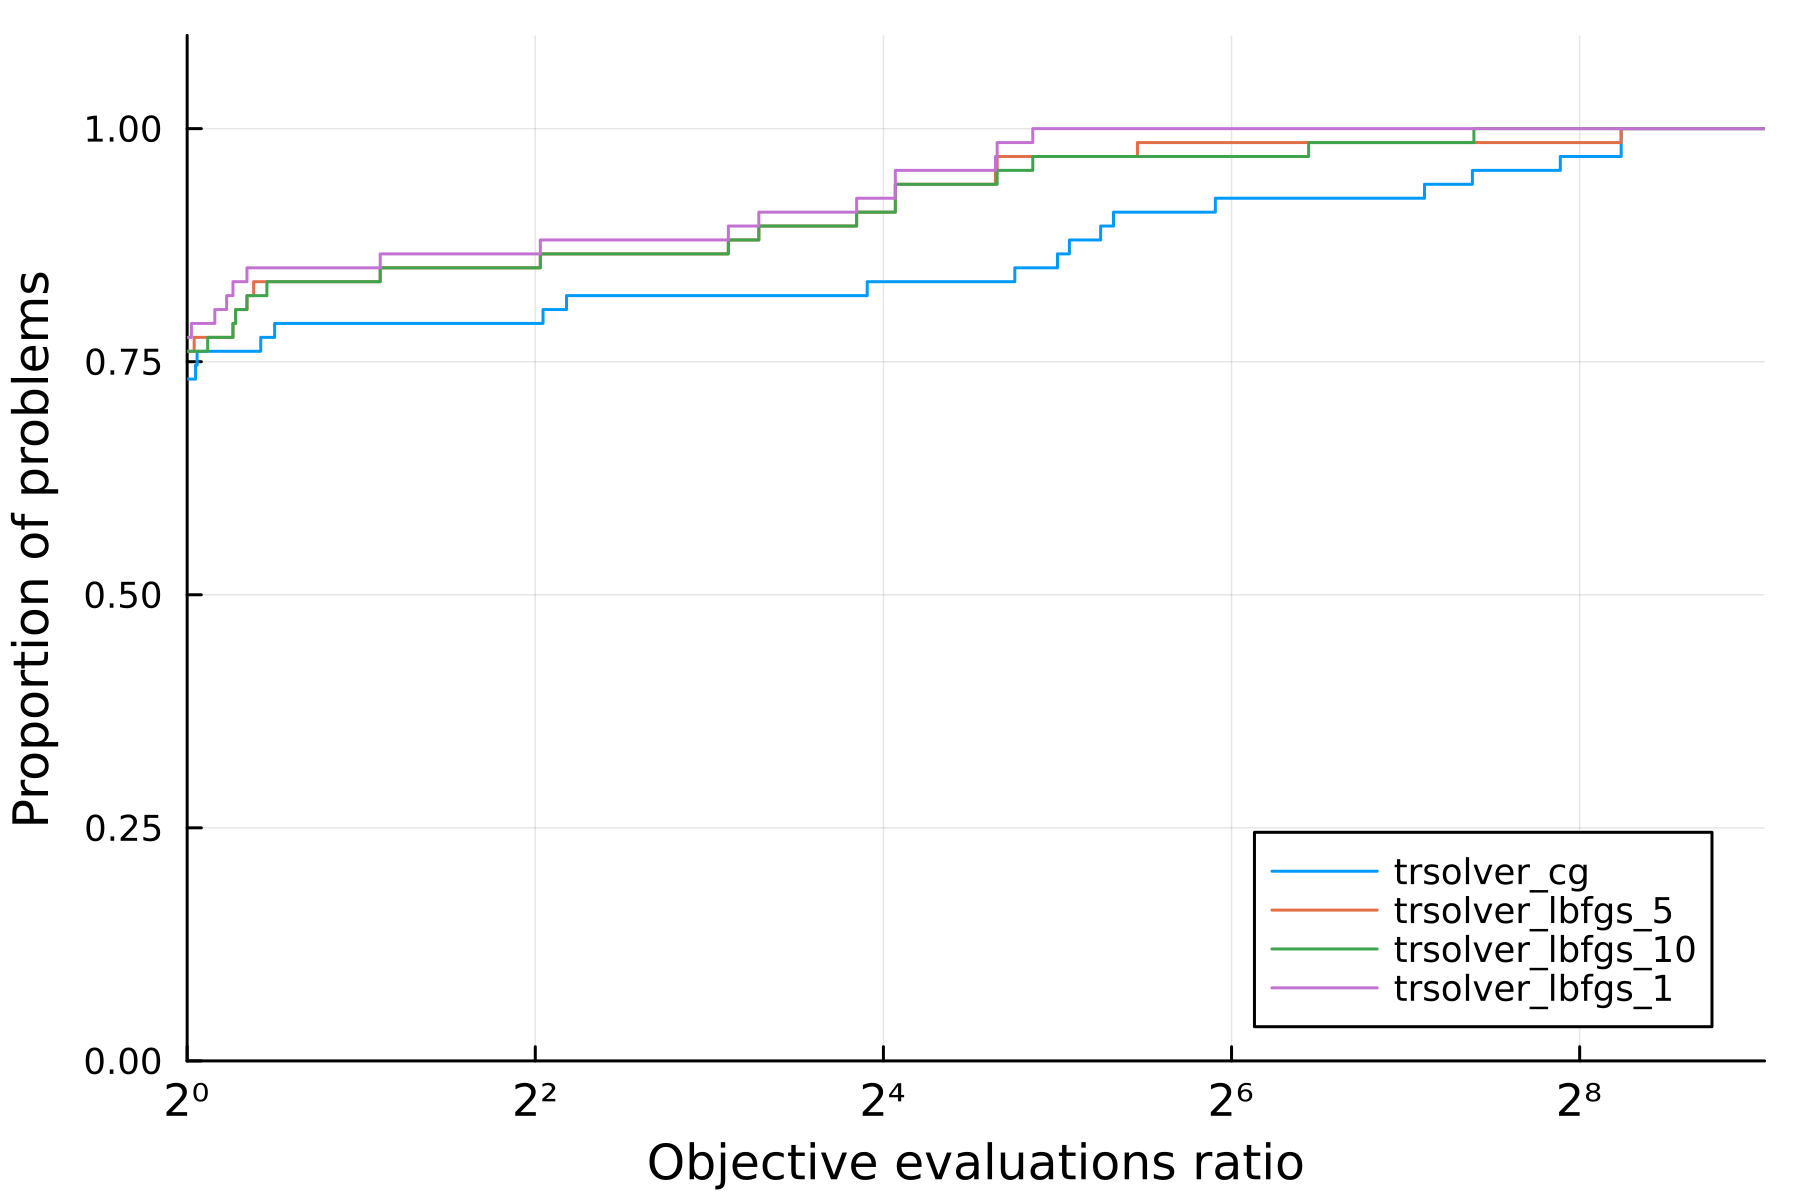 Proportion of problems
1.00
0.75
0.50
0.25
0.00
2⁰ 2² 2⁴ 2⁶ 2⁸
Objective evaluations ratio
trsolver_cg
trsolver_lbfgs_5
trsolver_lbfgs_10
trsolver_lbfgs_1